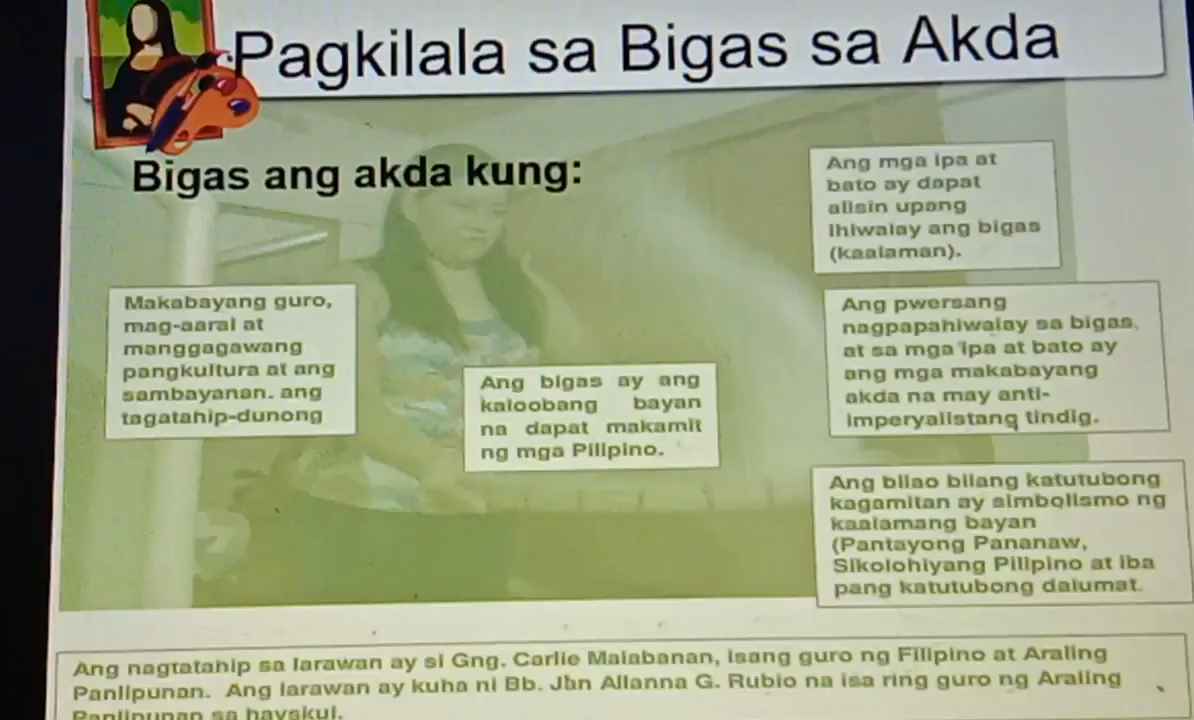 Pagkilala sa Bigas sa Akda
Bigas ang akda kung:
Ang mga ipa at
bato ay dapat
alisin upang
ihiwalay ang bigas
(kaalaman).
Makabayang guro,
mag-aaral at
manggagawang
pangkultura at ang
sambayanan. ang
tagatahip-dunong
Ang bigas ay ang
kaloobang bayan
na dapat makamit
ng mga Pilipino.
Ang pwersang
nagpapahiwalay sa bigas,
at sa mga ipa at bato ay
ang mga makabayang
akda na may anti-
imperyalistang tindig.
Ang bilao bilang katutubong
kagamitan ay simbolismo ng
kaalamang bayan
(Pantayong Pananaw,
Sikolohiyang Pilipino at iba
pang katutubong dalumat.
Ang nagtatahip sa larawan ay si Gng. Carlie Malabanan, isang guro ng Filipino at Araling
Panlipunan. Ang larawan ay kuha ni Bb. Jan Allanna G. Rubio na isa ring guro ng Araling
Panlipunan sa hayskul.